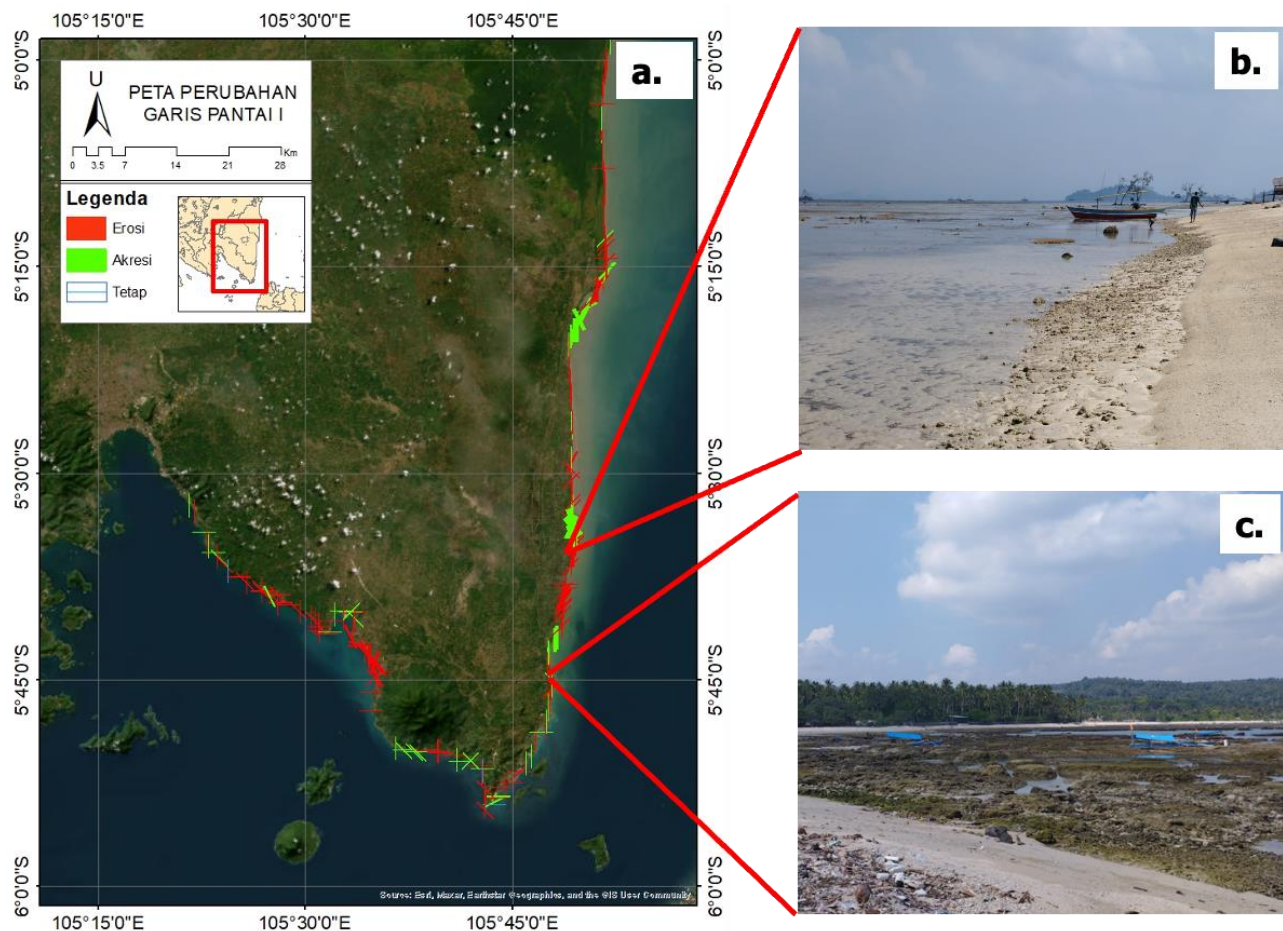 105°15'0"E 105°30'0"E 105°45'0"E
a.
b.
c.
U
PETA PERUBAHAN
GARIS PANTAI I
Km
0 3.5 7 14 21 28
Legenda
Erosi
Akresi
Tetap
5°0'0"S
5°15'0"S
5°30'0"S
5°45'0"S
6°0'0"S
5°0'0"S
5°15'0"S
5°30'0"S
5°45'0"S
6°0'0"S
Source: Esri, Maxar, Earthstar Geographics, and the GIS User Community
105°15'0"E 105°30'0"E 105°45'0"E